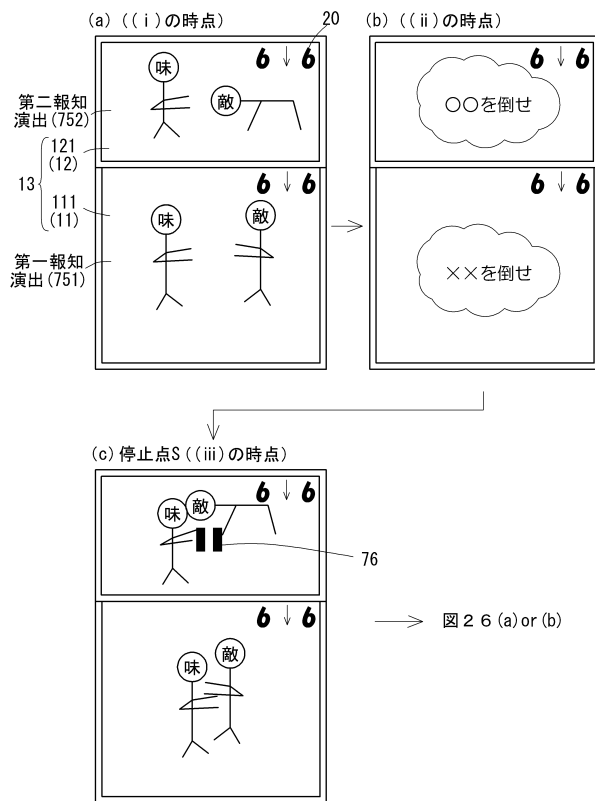 (a) ((ⅰ)の時点)
20
6 ↓ 6
味
敵
第二報知
演出(752)
121
(12)
13
111
(11)
6 ↓ 6
味
敵
第一報知
演出(751)
(b) ((ⅱ)の時点)
6 ↓ 6
○○を倒せ
6 ↓ 6
××を倒せ
(c) 停止点S((ⅲ)の時点)
6 ↓ 6
味
敵
76
6 ↓ 6
味
敵
図26(a)or(b)